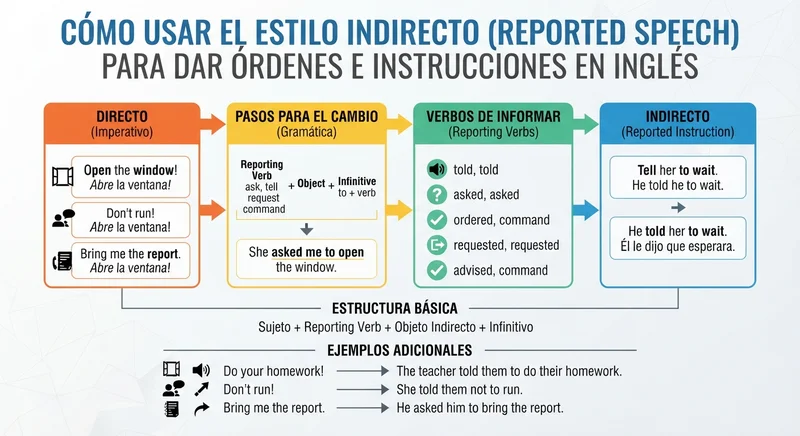 CÓMO USAR EL ESTILO INDIRECTO (REPORTED SPEECH)
PARA DAR ÓRDENES E INSTRUCCIONES EN INGLÉS
DIRECTO
(Imperativo)
Open the window!
Abre la ventana!
Don't run!
Abre la ventana!
Bring me the report.
Abre la ventana!
PASOS PARA EL CAMBIO
(Gramática)
Reporting
Verb
ask, tell
request
command
+ Object + Infinitive
to + verb
She asked me to open
the window.
VERBOS DE INFORMAR
(Reporting Verbs)
told, told
asked, asked
ordered, command
requested, requested
advised, command
INDIRECTO
(Reported Instruction)
Tell her to wait.
He told he to wait.
He told her to wait.
Él le dijo que esperara.
ESTRUCTURA BÁSICA
Sujeto + Reporting Verb + Objeto Indirecto + Infinitivo
EJEMPLOS ADICIONALES
Do your homework! The teacher told them to do their homework.
Don't run! She told them not to run.
Bring me the report. He asked him to bring the report.